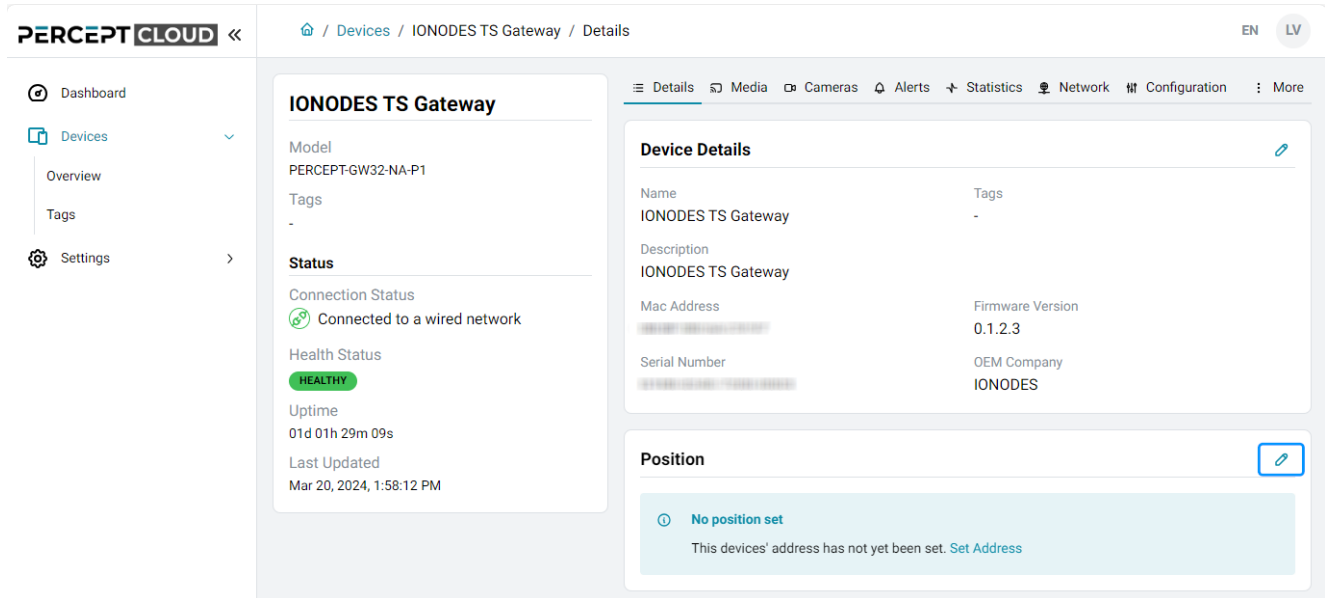 PERCEPT CLOUD «
/ Devices / IONODES TS Gateway / Details
EN LV
Dashboard
Devices
Overview
Tags
Settings
IONODES TS Gateway
Model
PERCEPT-GW32-NA-P1
Tags
-
Status
Connection Status
Connected to a wired network
Health Status
HEALTHY
Uptime
01d 01h 29m 09s
Last Updated
Mar 20, 2024, 1:58:12 PM
Details Media Cameras Alerts Statistics Network Configuration More
Device Details
Name Tags
IONODES TS Gateway -
Description
IONODES TS Gateway
Mac Address Firmware Version
0.1.2.3
Serial Number OEM Company
IONODES
Position
No position set
This devices' address has not yet been set. Set Address